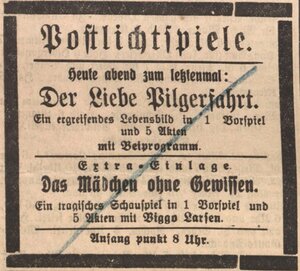 Postlichtspiele.
Heute abend zum letztenmal:
Der Liebe Pilgerfahrt.
Ein ergreifendes Lebensbild in 1 Vorspiel
und 5 Akten
mit Beiprogramm.
Extra-Einlage
Das Mädchen ohne Gewissen.
Ein tragisches Schauspiel in 1 Vorspiel und
5 Akten mit Viggo Larsen.
Anfang punkt 8 Uhr.